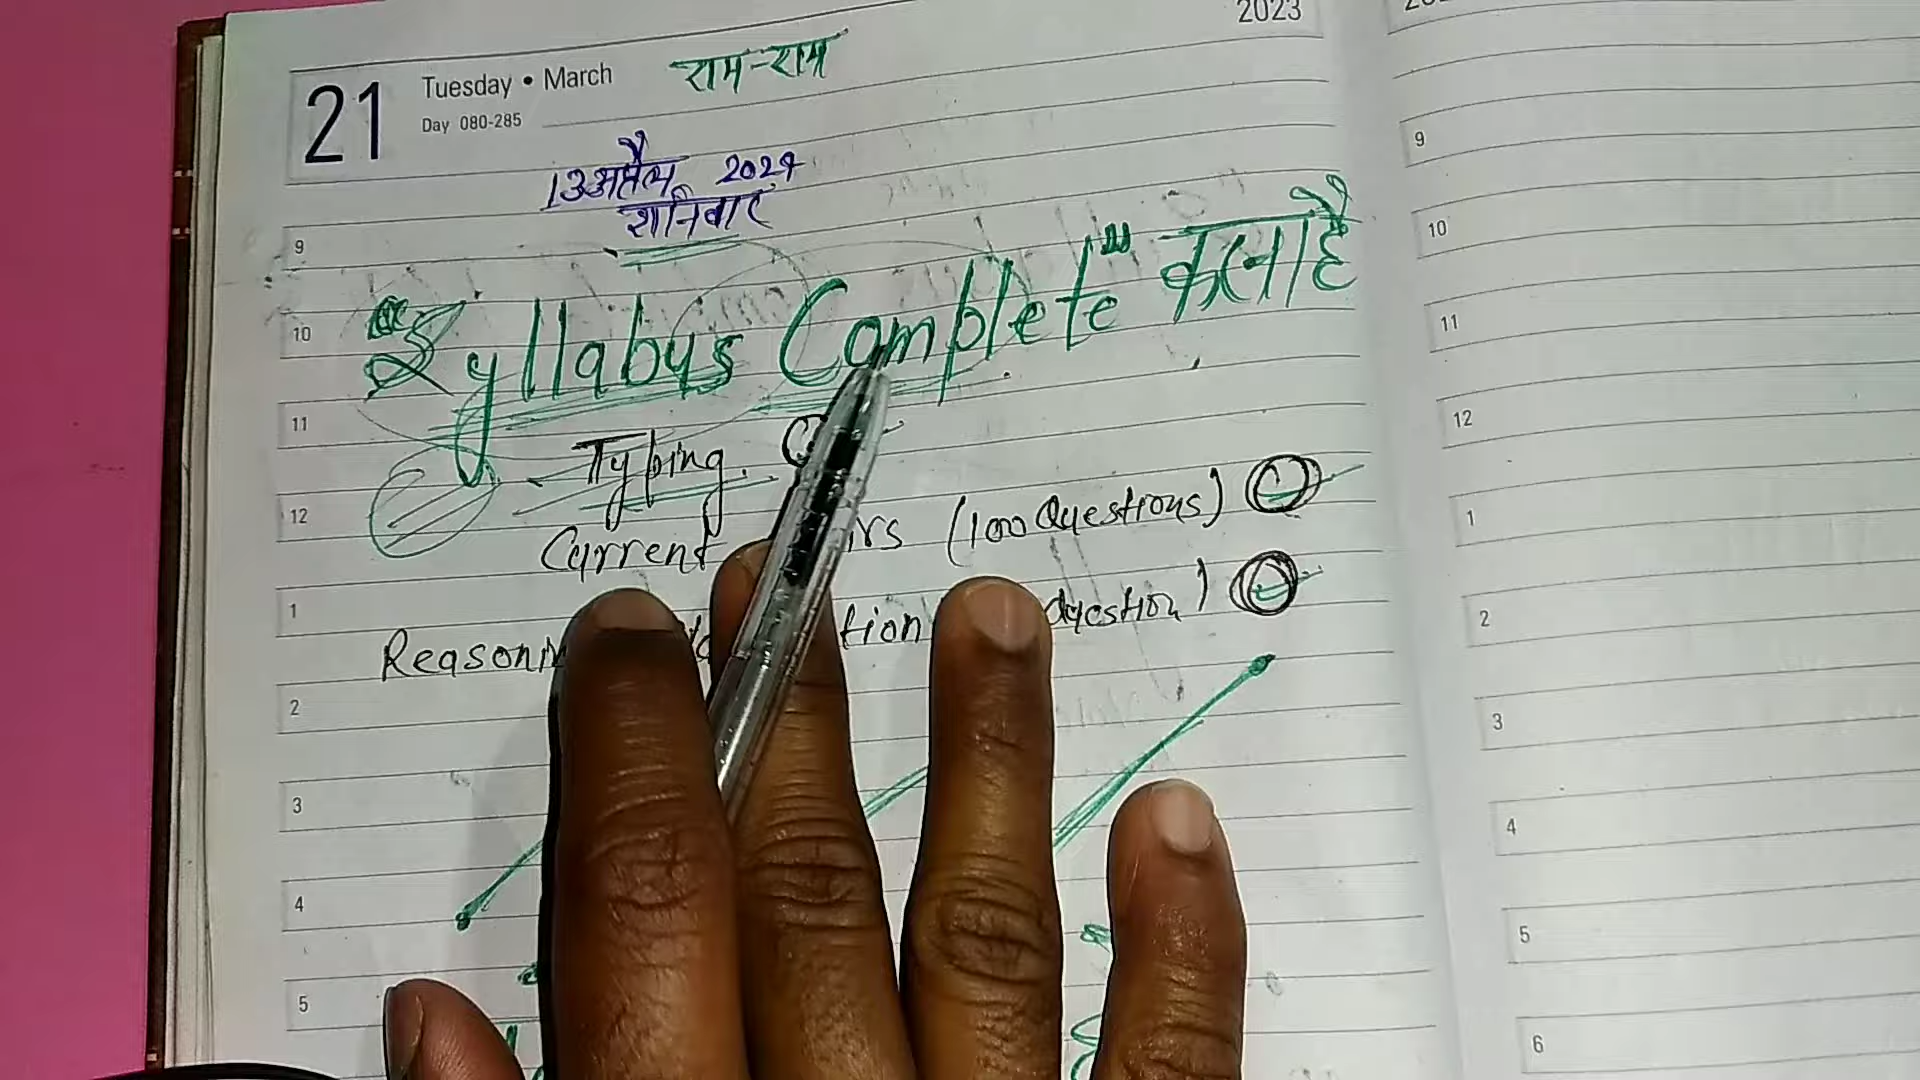 2023
21 Tuesday • March राम-राम
Day 080-285
13 अप्रैल 2024
शनिवार
"Syllabus Complete" करना है
Typing.
Current (100 Questions)
9
10
11
12
1
2
3
4
5
9
10
11
12
1
2
3
4
5
6